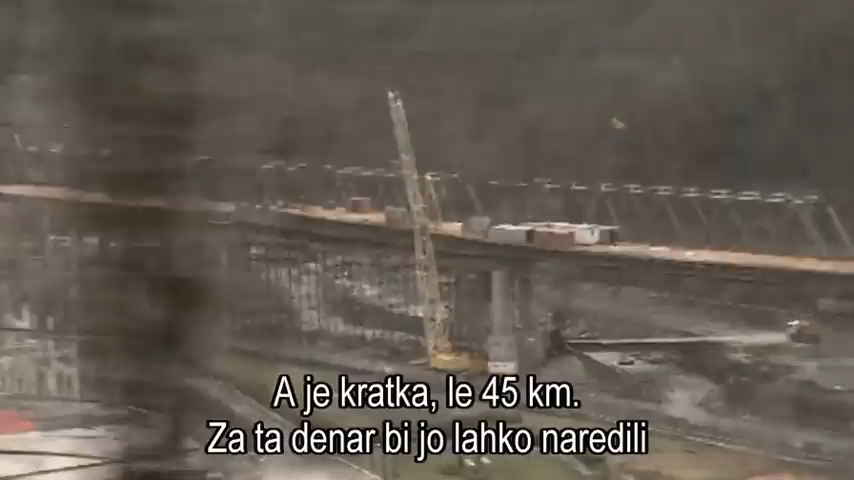 A je kratka, le 45 km.
Za ta denar bi jo lahko naredili